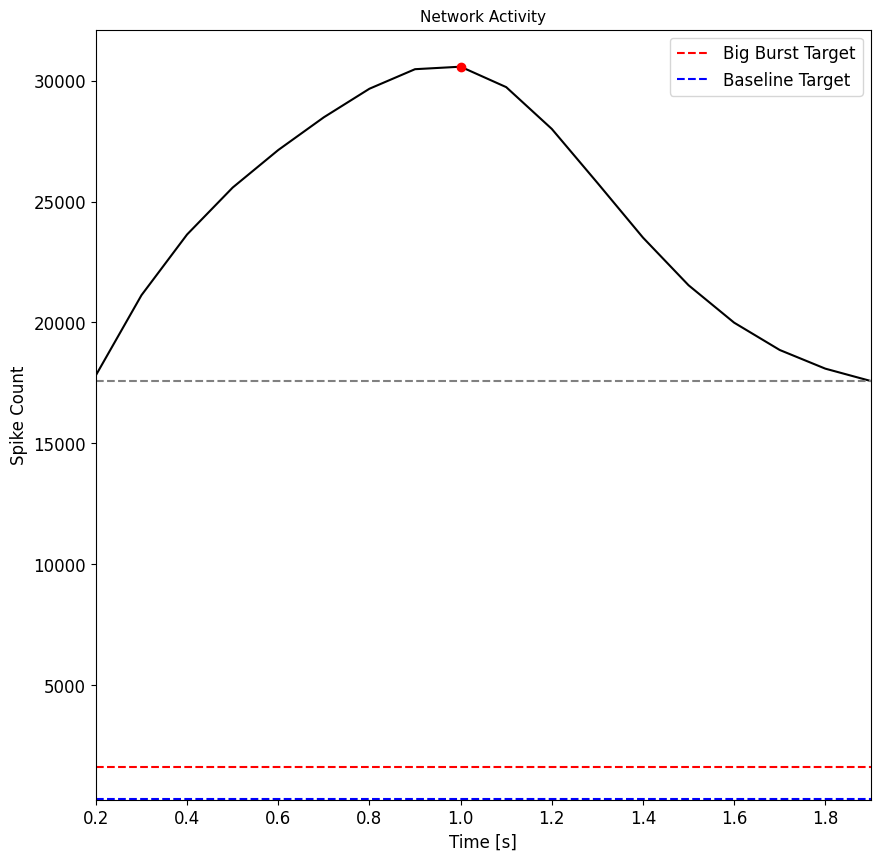 Network Activity
Big Burst Target
Baseline Target
Spike Count
30000
25000
20000
15000
10000
5000
0.2 0.4 0.6 0.8 1.0 1.2 1.4 1.6 1.8
Time [s]